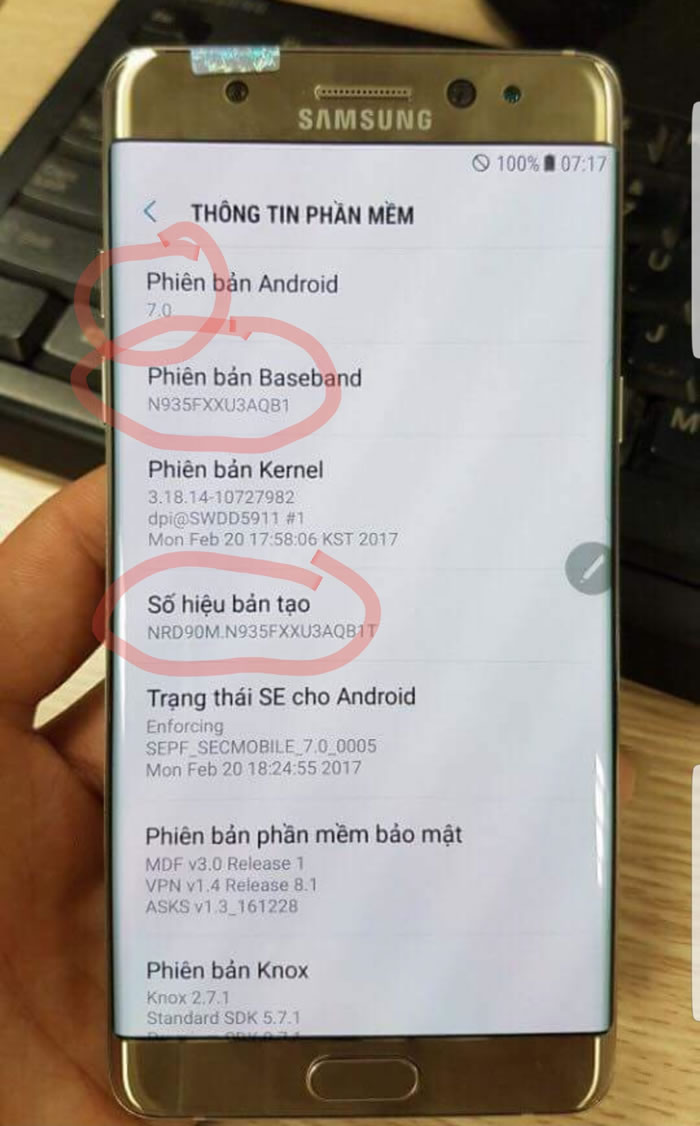 SAMSUNG
100% 07:17
THÔNG TIN PHẦN MỀM
Phiên bản Android
7.0
Phiên bản Baseband
N935FXXU3AQB1
Phiên bản Kernel
3.18.14-10727982
dpi@SWDD5911 #1
Mon Feb 20 17:58:06 KST 2017
Số hiệu bản tạo
NRD90M.N935FXXU3AQB1T
Trạng thái SE cho Android
Enforcing
SEPF_SECMOBILE_7.0_0005
Mon Feb 20 18:24:55 2017
Phiên bản phần mềm bảo mật
MDF v3.0 Release 1
VPN v1.4 Release 8.1
ASKS v1.3_161228
Phiên bản Knox
Knox 2.7.1
Standard SDK 5.7.1
U
J
M